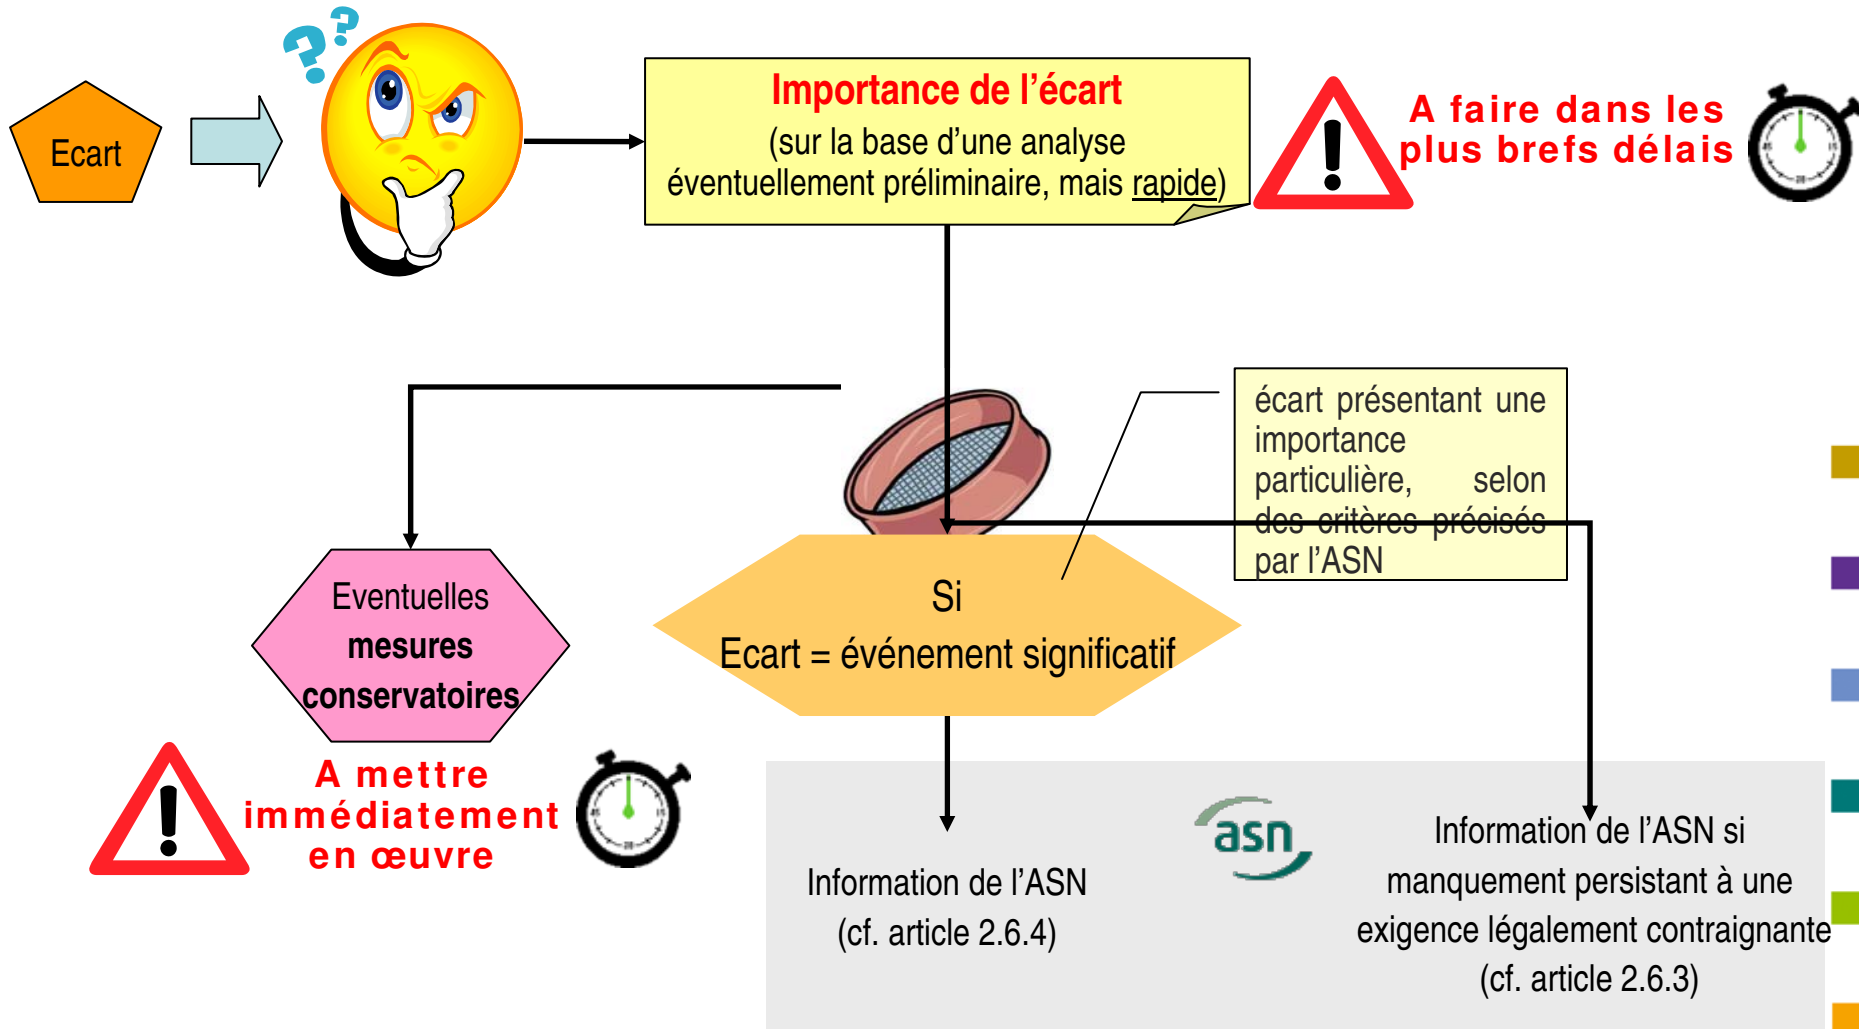 Ecart
??
Importance de l'écart
(sur la base d'une analyse
éventuellement préliminaire, mais rapide)
A faire dans les
plus brefs délais
écart présentant une
importance
particulière, selon
des critères précisés
par l'ASN
Eventuelles
mesures
conservatoires
Si
Ecart = événement significatif
A mettre
immédiatement
en œuvre
asn
Information de l'ASN
(cf. article 2.6.4)
Information de l'ASN si
manquement persistant à une
exigence légalement contraignante
(cf. article 2.6.3)